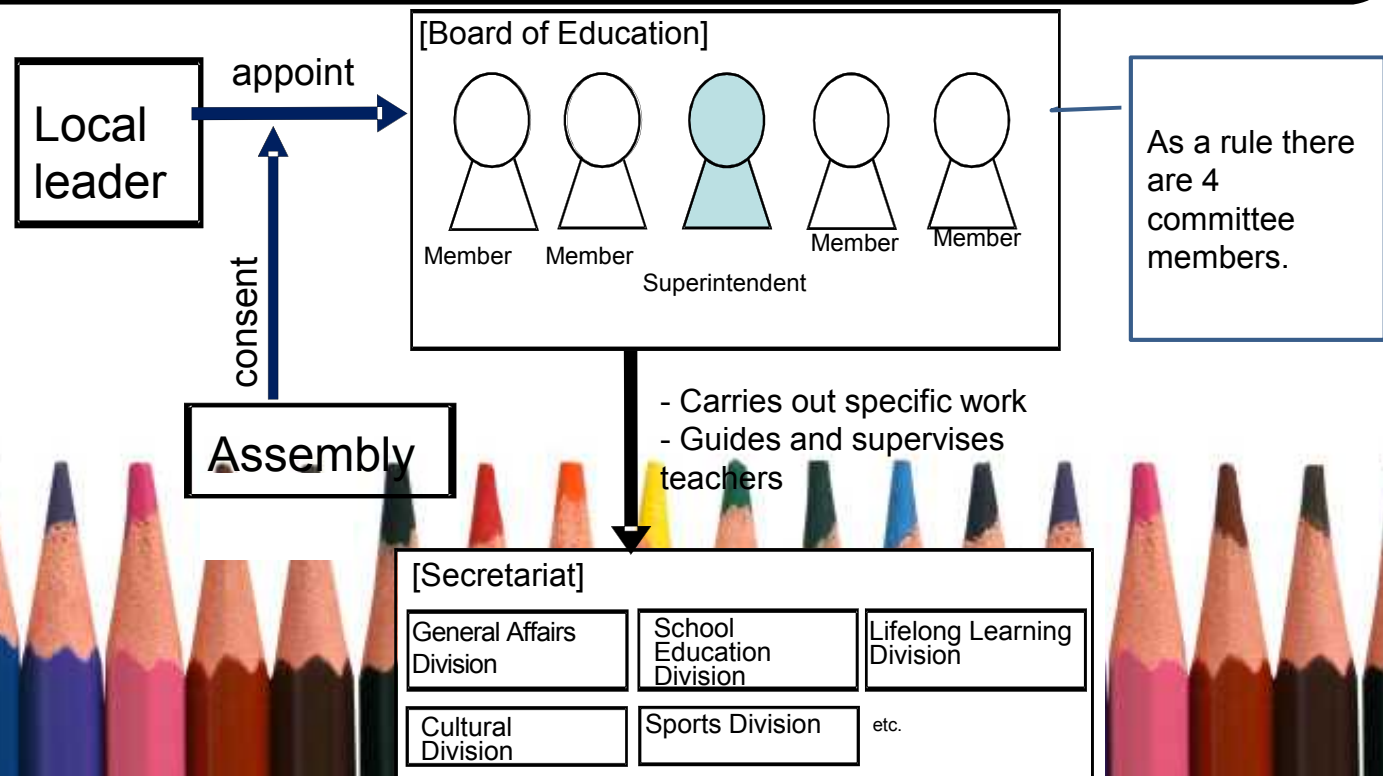 [Board of Education]
appoint
Local
leader
Member
Member
Superintendent
Member
Member
As a rule there
are 4
committee
members.
consent
Assembly
- Carries out specific work
- Guides and supervises
teachers
[Secretariat]
General Affairs
Division
School
Education
Division
Lifelong Learning
Division
Cultural
Division
Sports Division
etc.